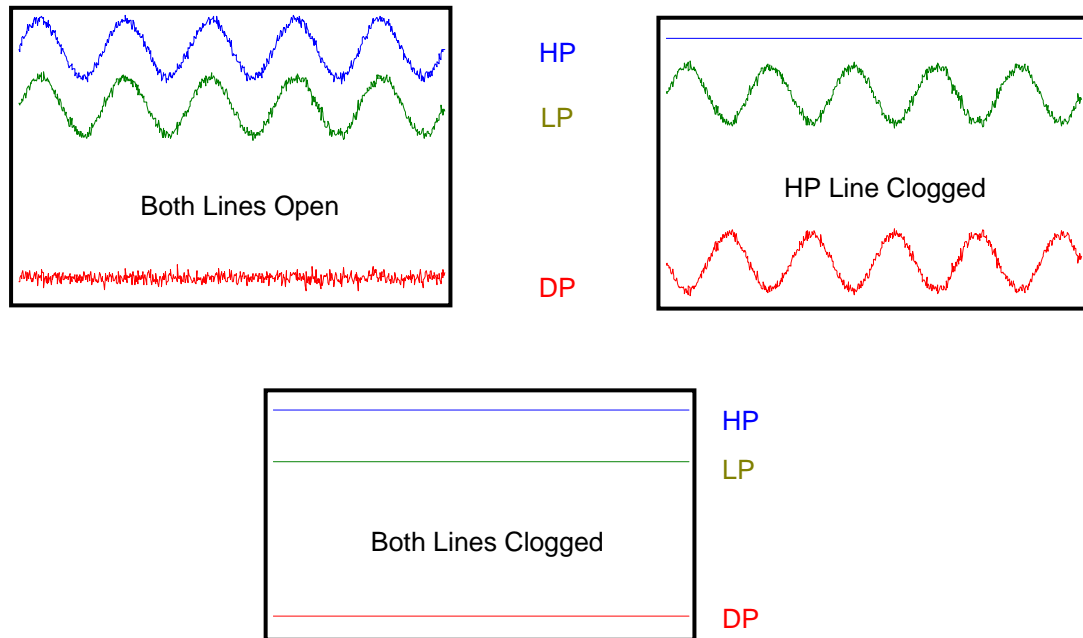 HP
LP
Both Lines Open
DP
HP Line Clogged
HP
LP
Both Lines Clogged
DP